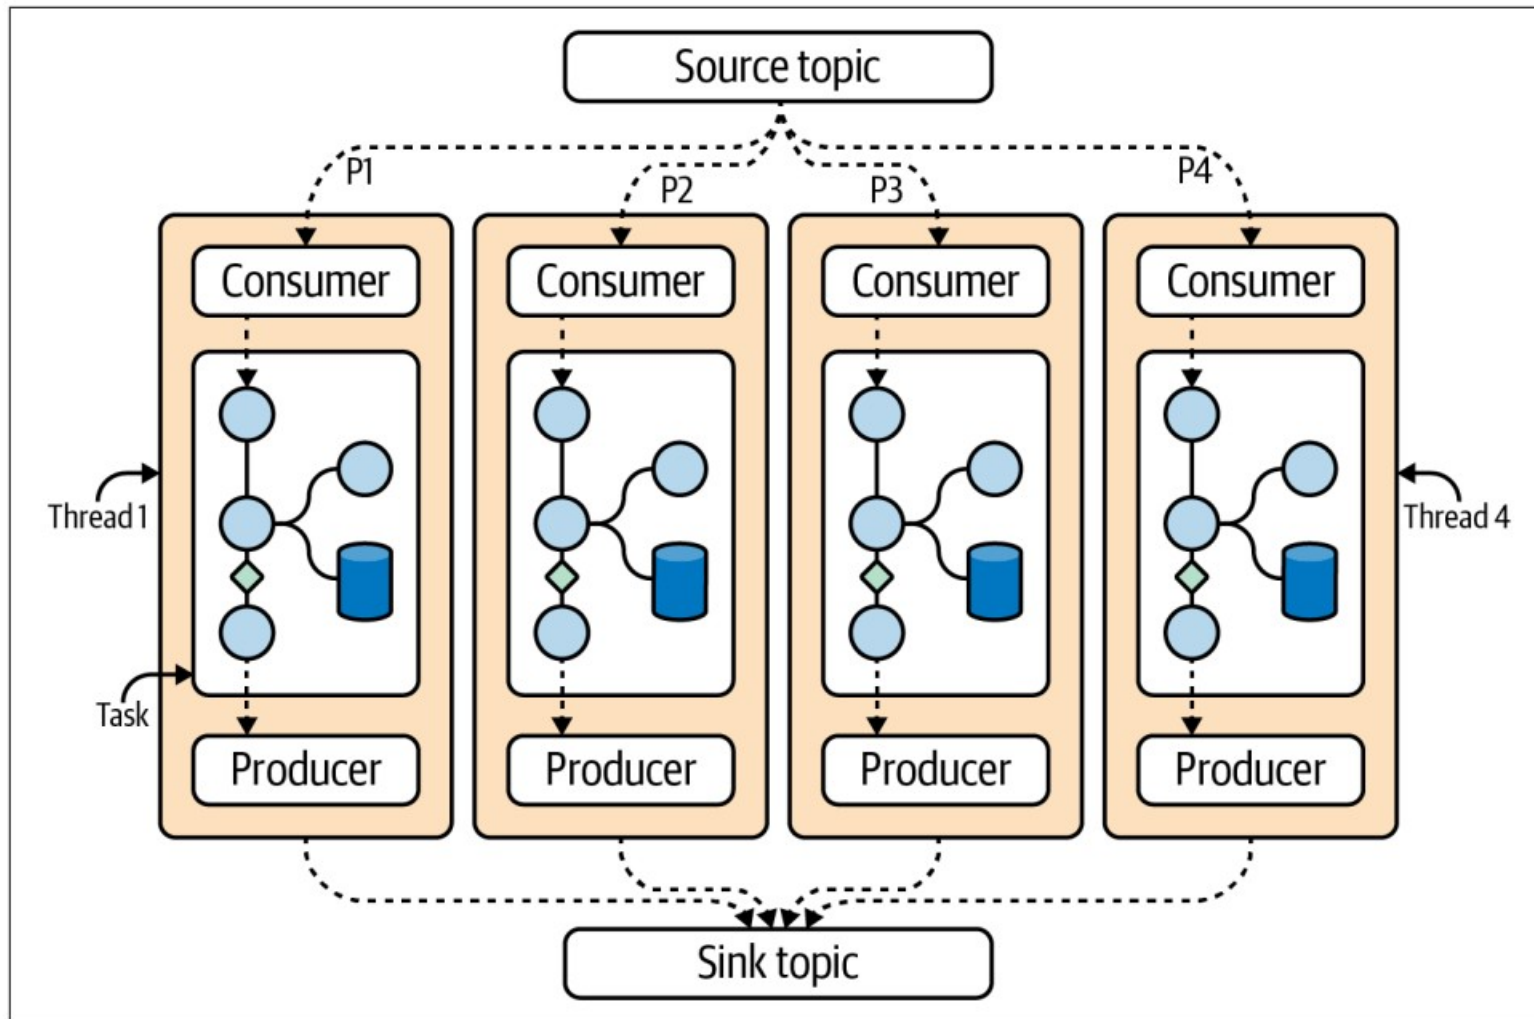 Source topic
P1
P2
P3
P4
Consumer
Consumer
Consumer
Consumer
Thread 1
Thread 4
Task
Producer
Producer
Producer
Producer
Sink topic